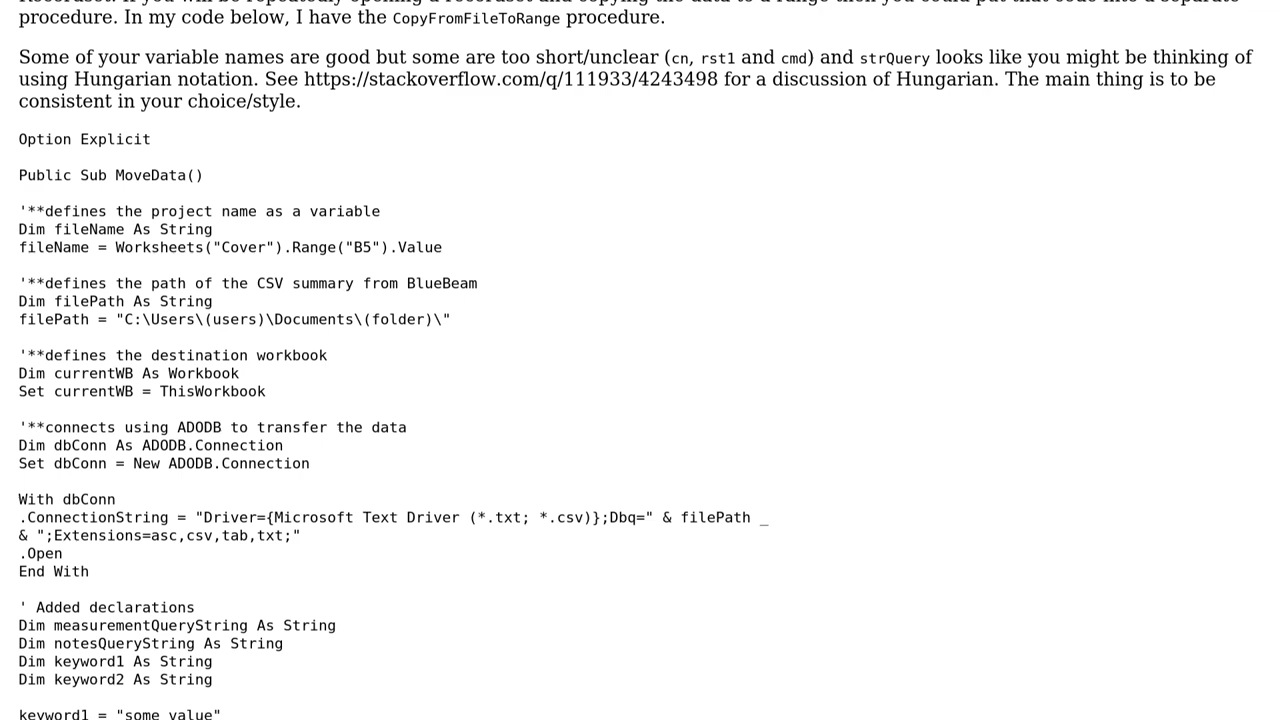 procedure. In my code below, I have the CopyFromFileToRange procedure.
Some of your variable names are good but some are too short/unclear (cn, rst1 and cmd) and strQuery looks like you might be thinking of
using Hungarian notation. See https://stackoverflow.com/q/111933/4243498 for a discussion of Hungarian. The main thing is to be
consistent in your choice/style.
Option Explicit
Public Sub MoveData()
'**defines the project name as a variable
Dim fileName As String
fileName = Worksheets("Cover").Range("B5").Value
'**defines the path of the CSV summary from BlueBeam
Dim filePath As String
filePath = "C:\Users\(users)\Documents\(folder)\"
'**defines the destination workbook
Dim currentWB As Workbook
Set currentWB = ThisWorkbook
'**connects using ADODB to transfer the data
Dim dbConn As ADODB.Connection
Set dbConn = New ADODB.Connection
With dbConn
.ConnectionString = "Driver={Microsoft Text Driver (*.txt; *.csv)};Dbq=" & filePath _
& ";Extensions=asc,csv,tab,txt;"
.Open
End With
' Added declarations
Dim measurementQueryString As String
Dim notesQueryString As String
Dim keyword1 As String
Dim keyword2 As String
keyword1 = "some value"